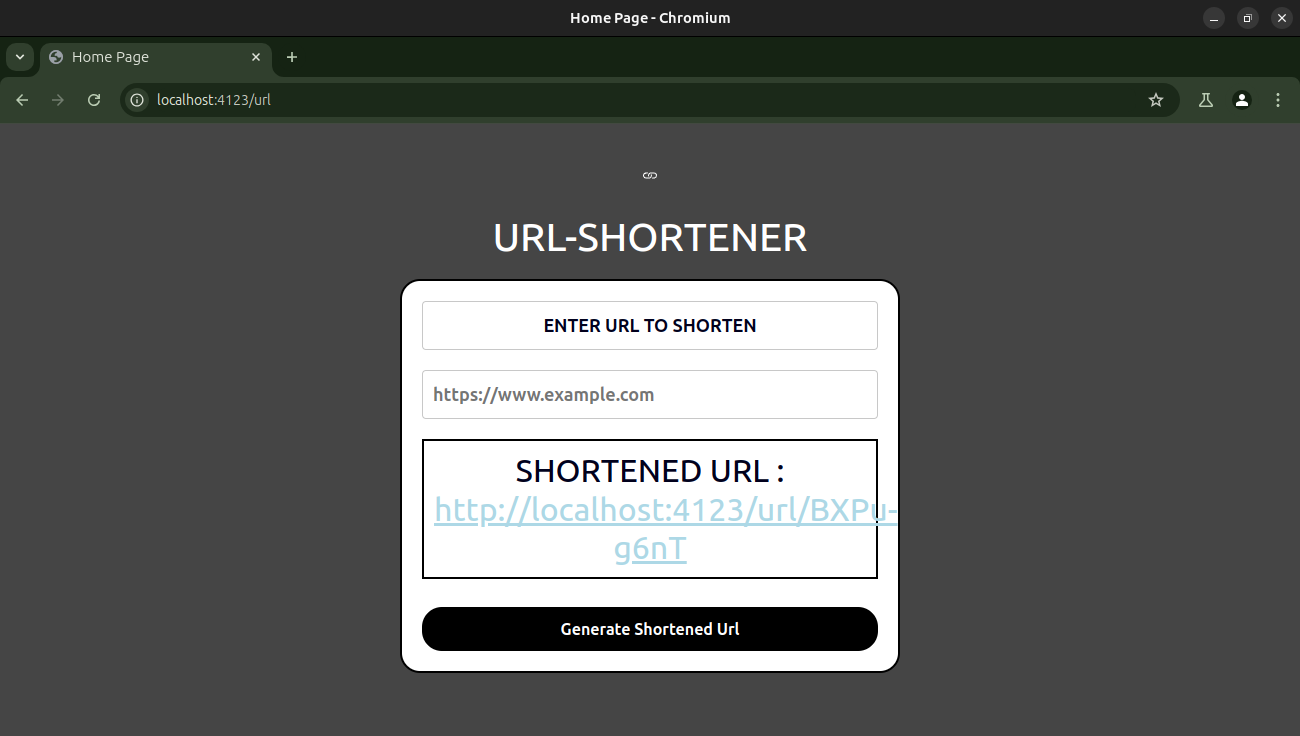 Home Page - Chromium
Home Page
localhost:4123/url
URL-SHORTENER
ENTER URL TO SHORTEN
https://www.example.com
SHORTENED URL :
http://localhost:4123/url/BXPu-
g6nT
Generate Shortened Url